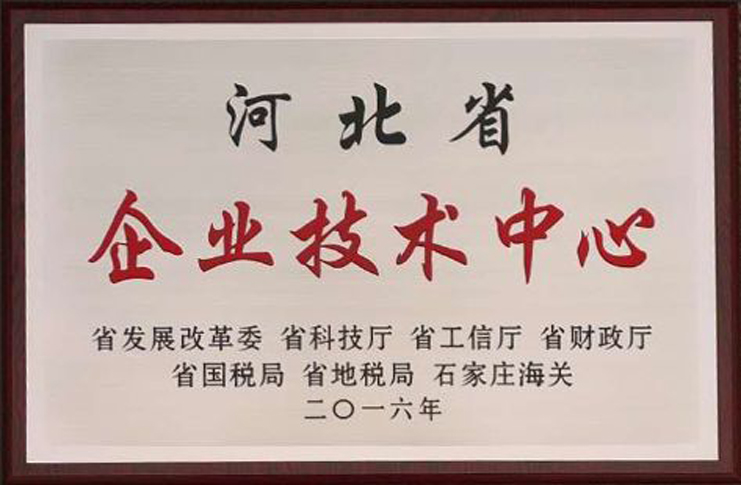 河北省
企业技术中心
省发展改革委 省科技厅 省工信厅 省财政厅
省国税局 省地税局 石家庄海关
二〇一六年